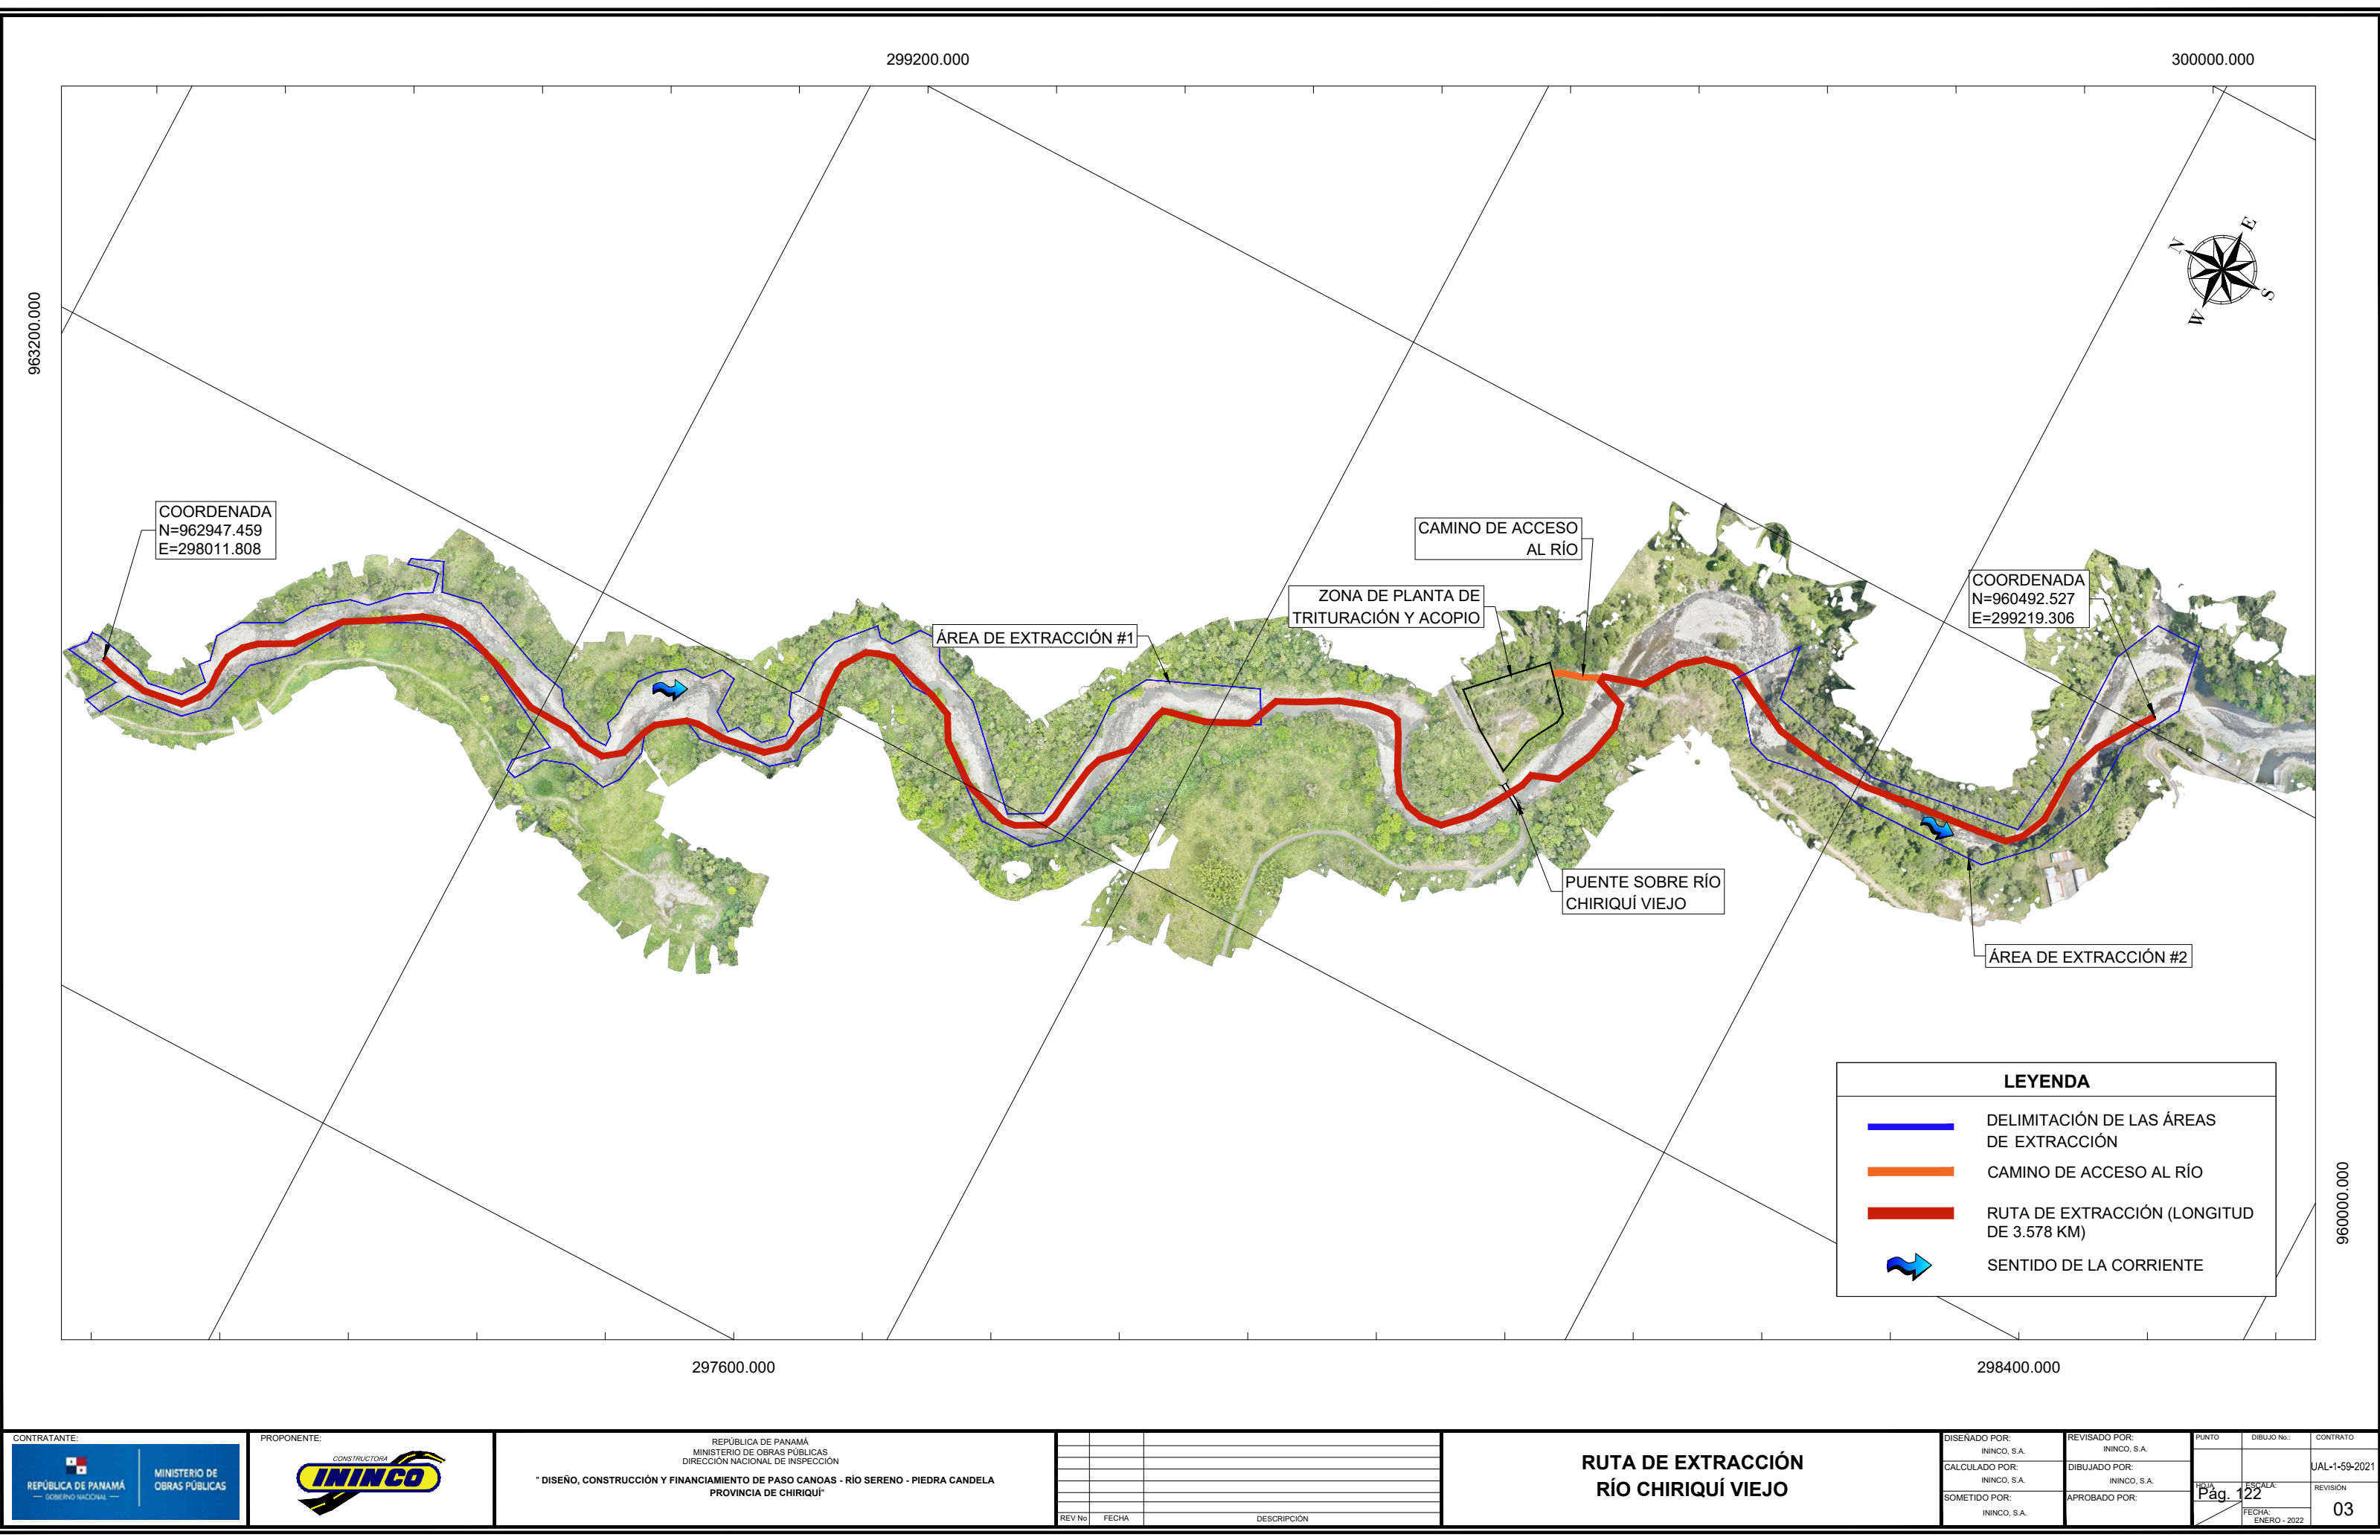 299200.000
300000.000
963200.000
N
E
S
W
COORDENADA
N=962947.459
E=298011.808
CAMINO DE ACCESO
AL RÍO
ZONA DE PLANTA DE
TRITURACIÓN Y ACOPIO
COORDENADA
N=960492.527
E=299219.306
ÁREA DE EXTRACCIÓN #1
PUENTE SOBRE RÍO
CHIRIQUÍ VIEJO
ÁREA DE EXTRACCIÓN #2
LEYENDA
DELIMITACIÓN DE LAS ÁREAS
DE EXTRACCIÓN
CAMINO DE ACCESO AL RÍO
RUTA DE EXTRACCIÓN (LONGITUD
DE 3.578 KM)
SENTIDO DE LA CORRIENTE
960000.000
297600.000
298400.000
CONTRATANTE:
REPÚBLICA DE PANAMÁ
— GOBIERNO NACIONAL —
MINISTERIO DE
OBRAS PÚBLICAS
PROPONENTE:
CONSTRUCTORA
ININCO
REPÚBLICA DE PANAMÁ
MINISTERIO DE OBRAS PÚBLICAS
DIRECCIÓN NACIONAL DE INSPECCIÓN
" DISEÑO, CONSTRUCCIÓN Y FINANCIAMIENTO DE PASO CANOAS - RÍO SERENO - PIEDRA CANDELA
PROVINCIA DE CHIRIQUÍ"
REV No
FECHA
DESCRIPCIÓN
RUTA DE EXTRACCIÓN
RÍO CHIRIQUÍ VIEJO
DISEÑADO POR:
ININCO, S.A.
REVISADO POR:
ININCO, S.A.
CALCULADO POR:
ININCO, S.A.
DIBUJADO POR:
ININCO, S.A.
SOMETIDO POR:
ININCO, S.A.
APROBADO POR:
PUNTO
DIBUJO No.:
CONTRATO
UAL-1-59-2021
HOJA
ESCALA:
Pág. 122
REVISIÓN
03
FECHA:
ENERO - 2022